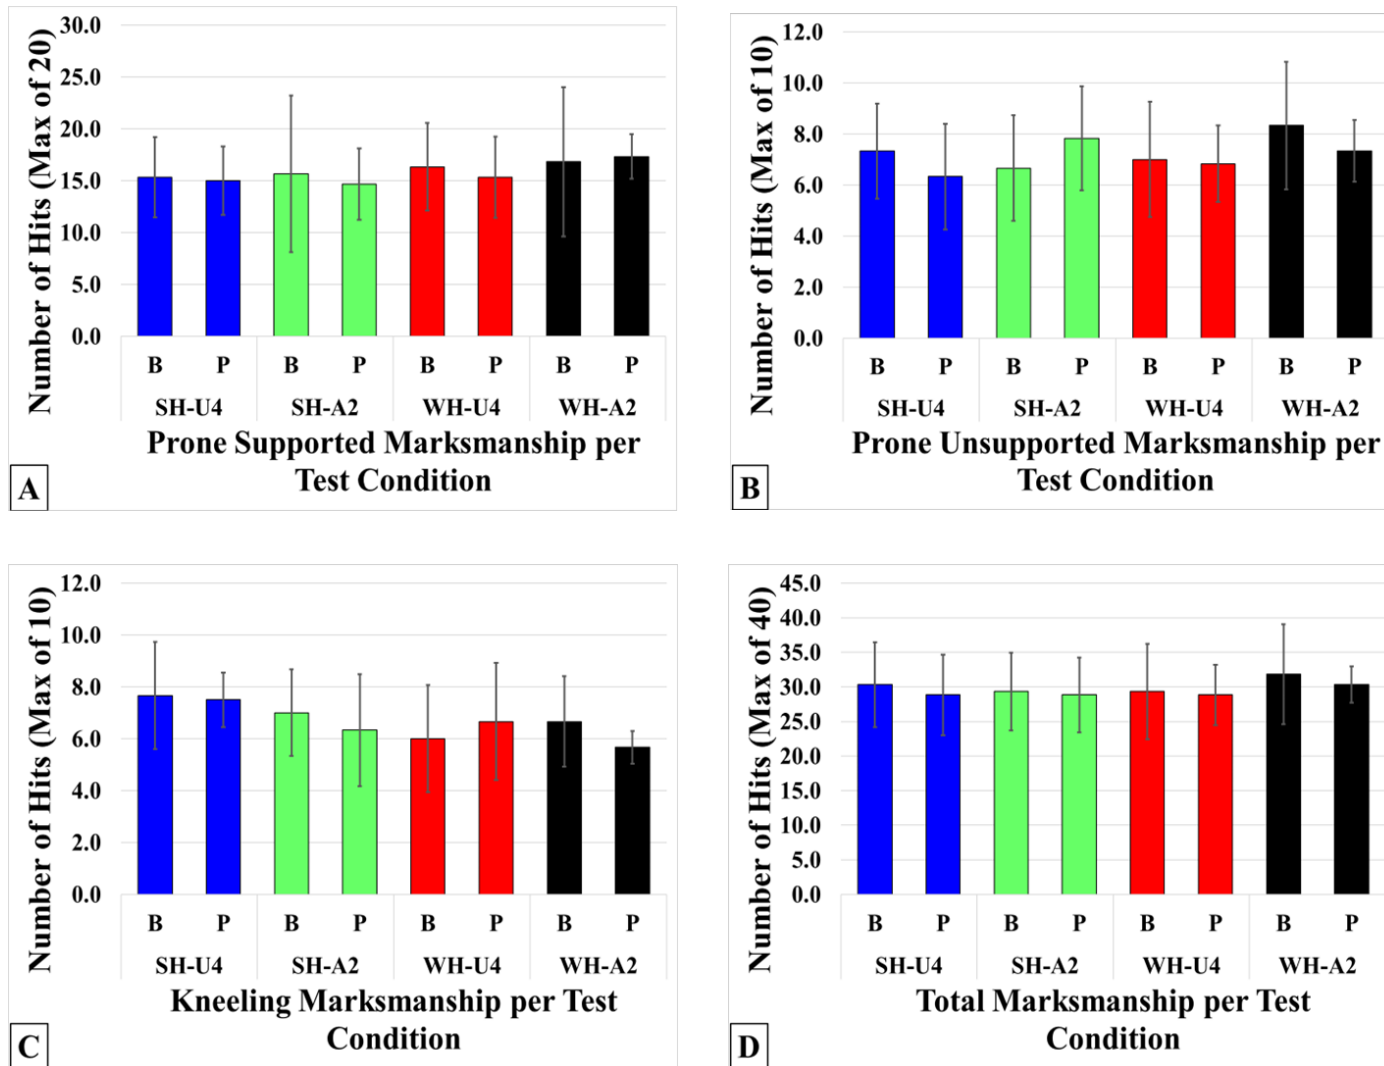 Number of Hits (Max of 20)
30.0
25.0
20.0
15.0
10.0
5.0
0.0
B P B P B P B P
SH-U4 SH-A2 WH-U4 WH-A2
Prone Supported Marksmanship per
Test Condition
A
Number of Hits (Max of 10)
12.0
10.0
8.0
6.0
4.0
2.0
0.0
B P B P B P B P
SH-U4 SH-A2 WH-U4 WH-A2
Prone Unsupported Marksmanship per
Test Condition
B
Number of Hits (Max of 10)
12.0
10.0
8.0
6.0
4.0
2.0
0.0
B P B P B P B P
SH-U4 SH-A2 WH-U4 WH-A2
Kneeling Marksmanship per Test
Condition
C
Number of Hits (Max of 40)
45.0
40.0
35.0
30.0
25.0
20.0
15.0
10.0
5.0
0.0
B P B P B P B P
SH-U4 SH-A2 WH-U4 WH-A2
Total Marksmanship per Test
Condition
D